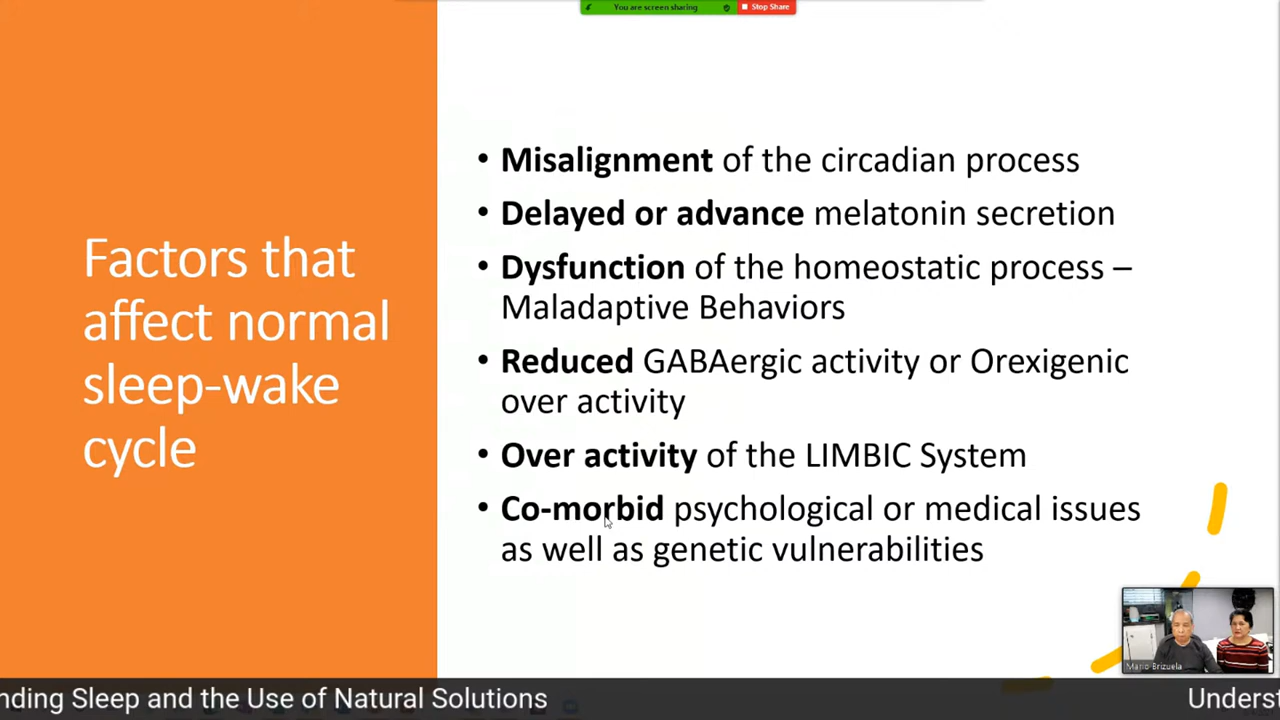 You are screen sharing
Stop Share
Factors that
affect normal
sleep-wake
cycle
• Misalignment of the circadian process
• Delayed or advance melatonin secretion
• Dysfunction of the homeostatic process –
Maladaptive Behaviors
• Reduced GABAergic activity or Orexigenic
over activity
• Over activity of the LIMBIC System
• Co-morbid psychological or medical issues
as well as genetic vulnerabilities
Mario Brizuela
nding Sleep and the Use of Natural Solutions
Underst